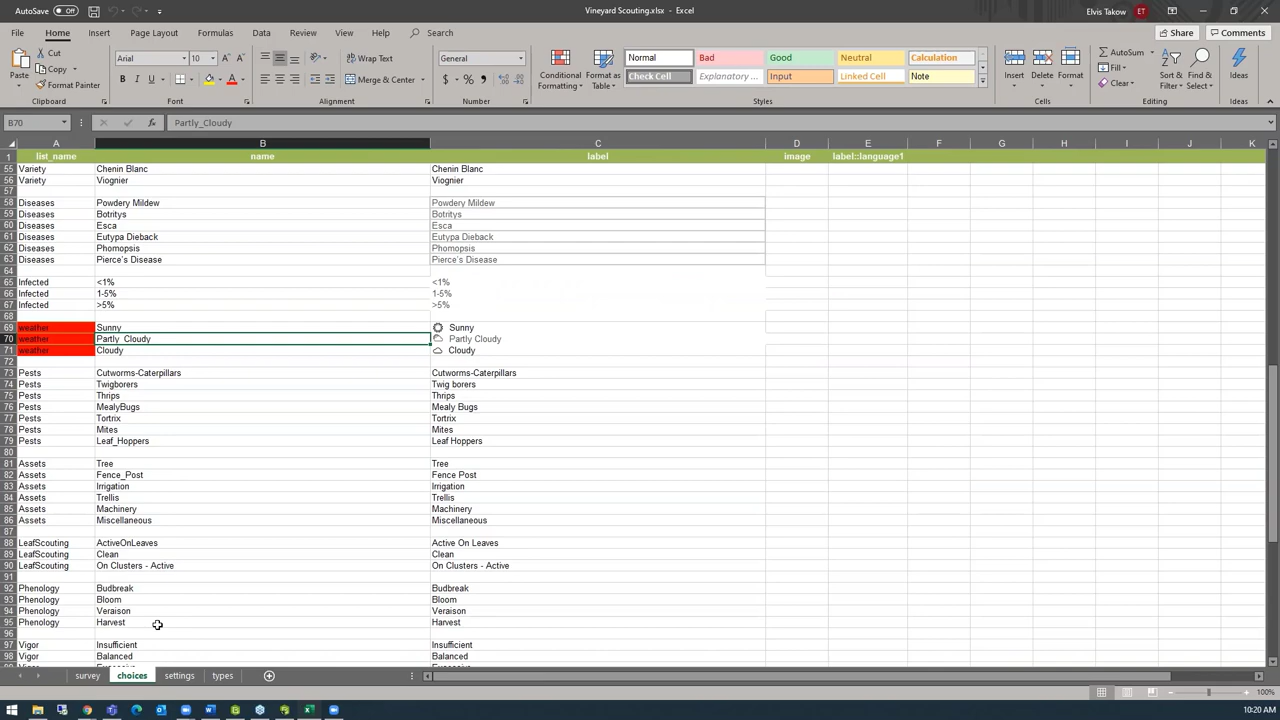 AutoSave Off Vineyard Scouting.xlsx - Excel Elvis Takow ET
File Home Insert Page Layout Formulas Data Review View Help Search Share Comments
Cut Arial 10 Wrap Text General Normal Bad Good Neutral Calculation AutoSum
Paste Copy Format Painter B I U Merge & Center $ % Conditional Formatting Format as Table Check Cell Explanatory ... Input Linked Cell Note Insert Delete Format Fill Clear Sort & Filter Find & Select Ideas
Clipboard Font Alignment Number Styles Cells Editing Ideas
B70 fx Partly_Cloudy
A B C D E F G H I J K
1 list_name name label image label::language1
55 Variety Chenin Blanc Chenin Blanc
56 Variety Viognier Viognier
57
58 Diseases Powdery Mildew Powdery Mildew
59 Diseases Botritys Botritys
60 Diseases Esca Esca
61 Diseases Eutypa Dieback Eutypa Dieback
62 Diseases Phomopsis Phomopsis
63 Diseases Pierce's Disease Pierce's Disease
64
65 Infected <1% <1%
66 Infected 1-5% 1-5%
67 Infected >5% >5%
68
69 weather Sunny Sunny
70 weather Partly_Cloudy Partly Cloudy
71 weather Cloudy Cloudy
72
73 Pests Cutworms-Caterpillars Cutworms-Caterpillars
74 Pests Twigborers Twig borers
75 Pests Thrips Thrips
76 Pests MealyBugs Mealy Bugs
77 Pests Tortrix Tortrix
78 Pests Mites Mites
79 Pests Leaf_Hoppers Leaf Hoppers
80
81 Assets Tree Tree
82 Assets Fence_Post Fence Post
83 Assets Irrigation Irrigation
84 Assets Trellis Trellis
85 Assets Machinery Machinery
86 Assets Miscellaneous Miscellaneous
87
88 LeafScouting ActiveOnLeaves Active On Leaves
89 LeafScouting Clean Clean
90 LeafScouting On Clusters - Active On Clusters - Active
91
92 Phenology Budbreak Budbreak
93 Phenology Bloom Bloom
94 Phenology Veraison Veraison
95 Phenology Harvest Harvest
96
97 Vigor Insufficient Insufficient
98 Vigor Balanced Balanced
survey choices settings types
100%
10:20 AM